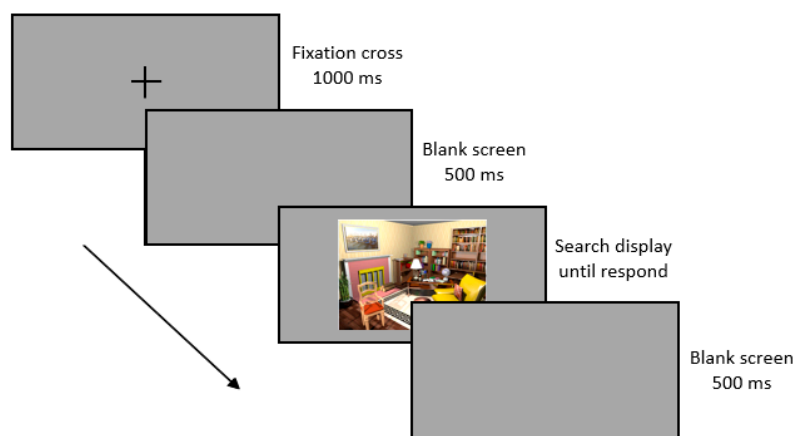 Fixation cross
1000 ms
Blank screen
500 ms
Search display
until respond
Blank screen
500 ms